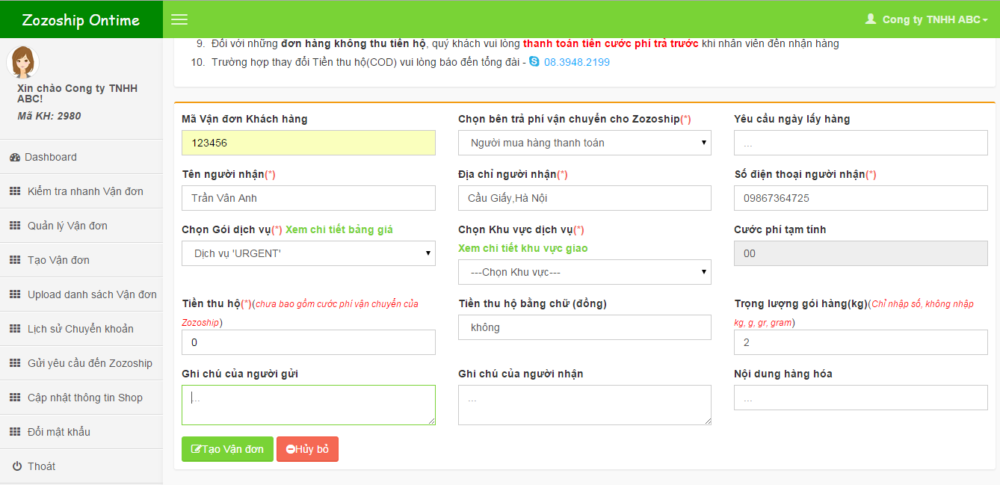 Zozoship Ontime
Cong ty TNHH ABC
Xin chào Cong ty TNHH
ABC!
Mã KH: 2980
Dashboard
Kiểm tra nhanh Vận đơn
Quản lý Vận đơn
Tạo Vận đơn
Upload danh sách Vận đơn
Lịch sử Chuyển khoản
Gửi yêu cầu đến Zozoship
Cập nhật thông tin Shop
Đổi mật khẩu
Thoát
9. Đối với những đơn hàng không thu tiền hộ, quý khách vui lòng thanh toán tiền cước phí trả trước khi nhân viên đến nhận hàng
10. Trường hợp thay đổi Tiền thu hộ(COD) vui lòng báo đến tổng đài - 08.3948.2199
Mã Vận đơn Khách hàng
123456
Chọn bên trả phí vận chuyển cho Zozoship(*)
Người mua hàng thanh toán
Yêu cầu ngày lấy hàng
...
Tên người nhận(*)
Trần Vân Anh
Địa chỉ người nhận(*)
Cầu Giấy,Hà Nội
Số điện thoại người nhận(*)
09867364725
Chọn Gói dịch vụ(*) Xem chi tiết bảng giá
Dịch vụ 'URGENT'
Chọn Khu vực dịch vụ(*)
Xem chi tiết khu vực giao
---Chọn Khu vực---
Cước phí tạm tính
00
Tiền thu hộ(*)(chưa bao gồm cước phí vận chuyển của
Zozoship)
0
Tiền thu hộ bằng chữ (đồng)
không
Trọng lượng gói hàng(kg)(Chỉ nhập số, không nhập
kg, g, gr, gram)
2
Ghi chú của người gửi
...
Ghi chú của người nhận
...
Nội dung hàng hóa
...
Tạo Vận đơn
Hủy bỏ